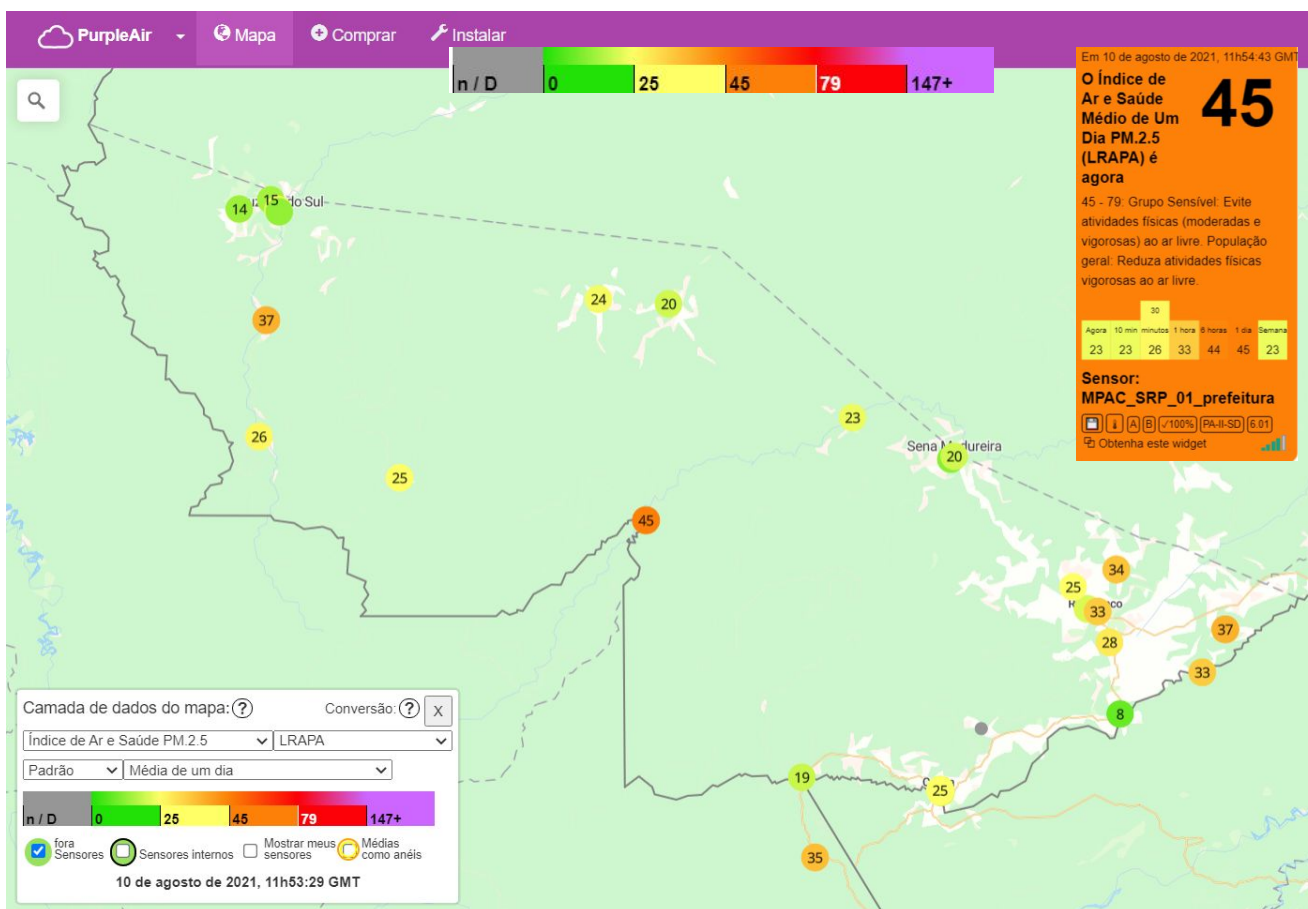 PurpleAir Mapa Comprar Instalar
n / D 0 25 45 79 147+
Em 10 de agosto de 2021, 11h54:43 GMT
O Índice de
Ar e Saúde
Médio de Um
Dia PM.2.5
(LRAPA) é
agora
45
45 - 79: Grupo Sensível: Evite
atividades físicas (moderadas e
vigorosas) ao ar livre. População
geral: Reduza atividades físicas
vigorosas ao ar livre.
30
Agora 10 min minutos 1 hora 6 horas 1 dia Semana
23 23 26 33 44 45 23
Sensor:
MPAC_SRP_01_prefeitura
A B √100% PA-II-SD 6.01
Obtenha este widget
14
15
do Sul
37
24
20
26
25
23
Sena Madureira
20
45
34
25
33
37
28
33
8
19
25
35
Camada de dados do mapa: ? Conversão: ? X
Índice de Ar e Saúde PM.2.5 LRAPA
Padrão Média de um dia
n / D 0 25 45 79 147+
fora
Sensores
Sensores internos
Mostrar meus
sensores
Médias
como anéis
10 de agosto de 2021, 11h53:29 GMT